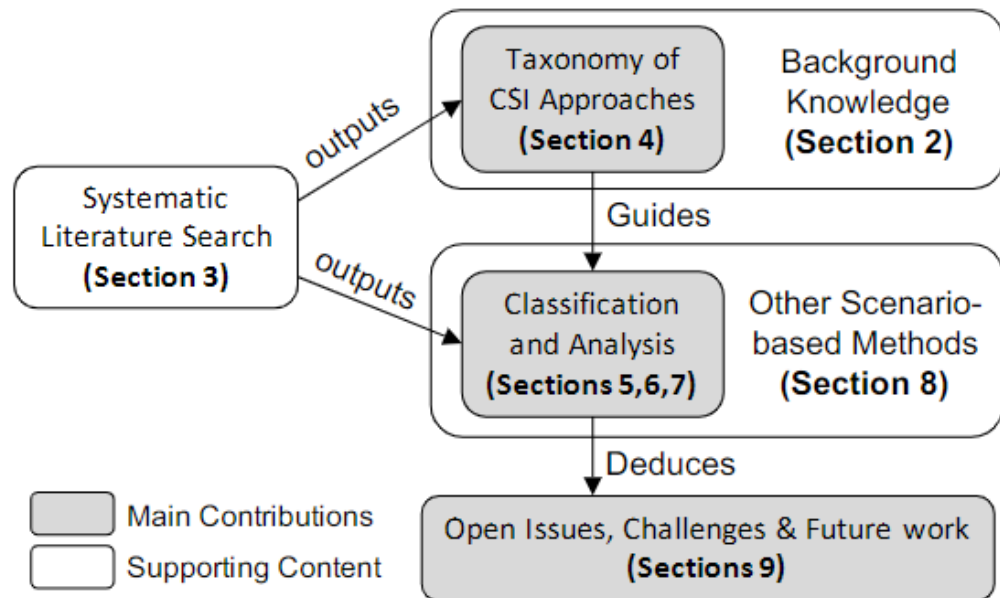 Taxonomy of
CSI Approaches
(Section 4)
Background
Knowledge
(Section 2)
outputs
Systematic
Literature Search
(Section 3)
Guides
outputs
Classification
and Analysis
(Sections 5,6,7)
Other Scenario-
based Methods
(Section 8)
Deduces
Main Contributions
Supporting Content
Open Issues, Challenges & Future work
(Sections 9)